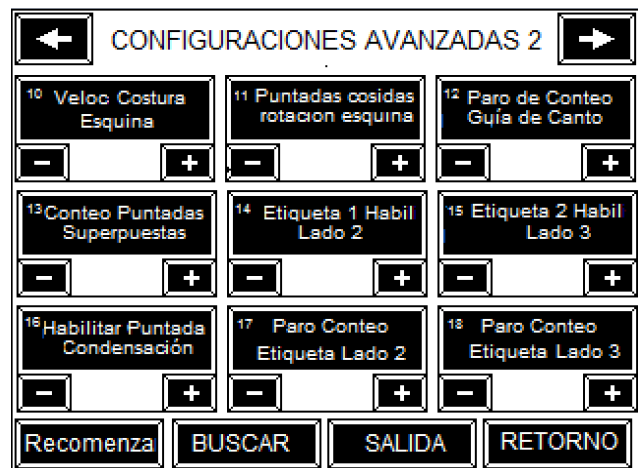 CONFIGURACIONES AVANZADAS 2
10 Veloc Costura
Esquina
11 Puntadas cosidas
rotacion esquina
12 Paro de Conteo
Guía de Canto
- +
- +
- +
13 Conteo Puntadas
Superpuestas
14 Etiqueta 1 Habil
Lado 2
15 Etiqueta 2 Habil
Lado 3
- +
- +
- +
16 Habilitar Puntada
Condensación
17 Paro Conteo
Etiqueta Lado 2
18 Paro Conteo
Etiqueta Lado 3
- +
- +
- +
Recomenza
BUSCAR
SALIDA
RETORNO